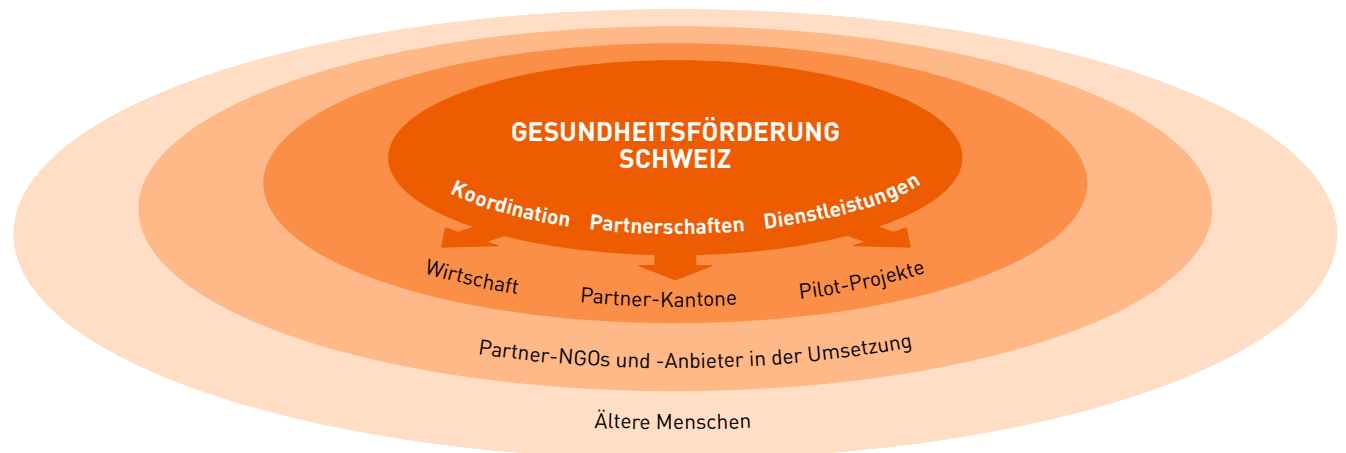 GESUNDHEITSFÖRDERUNG
SCHWEIZ
Koordination Partnerschaften Dienstleistungen
Wirtschaft Partner-Kantone Pilot-Projekte
Partner-NGOs und -Anbieter in der Umsetzung
Ältere Menschen